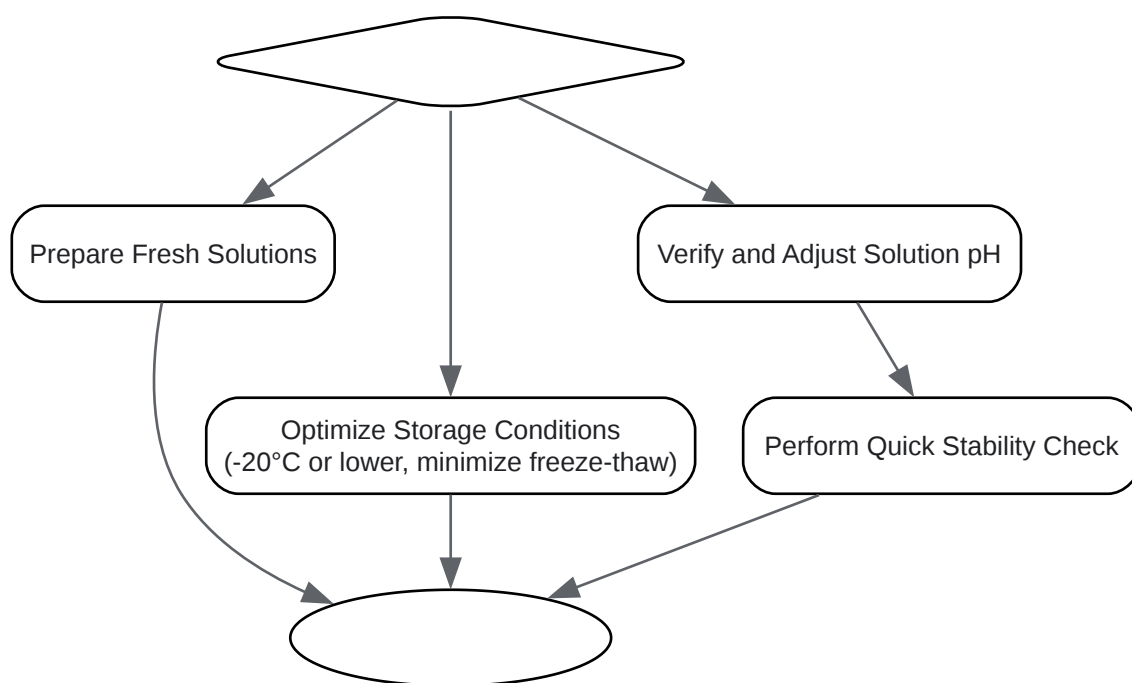 Prepare Fresh Solutions
Verify and Adjust Solution pH
Optimize Storage Conditions
(-20°C or lower, minimize freeze-thaw)
Perform Quick Stability Check